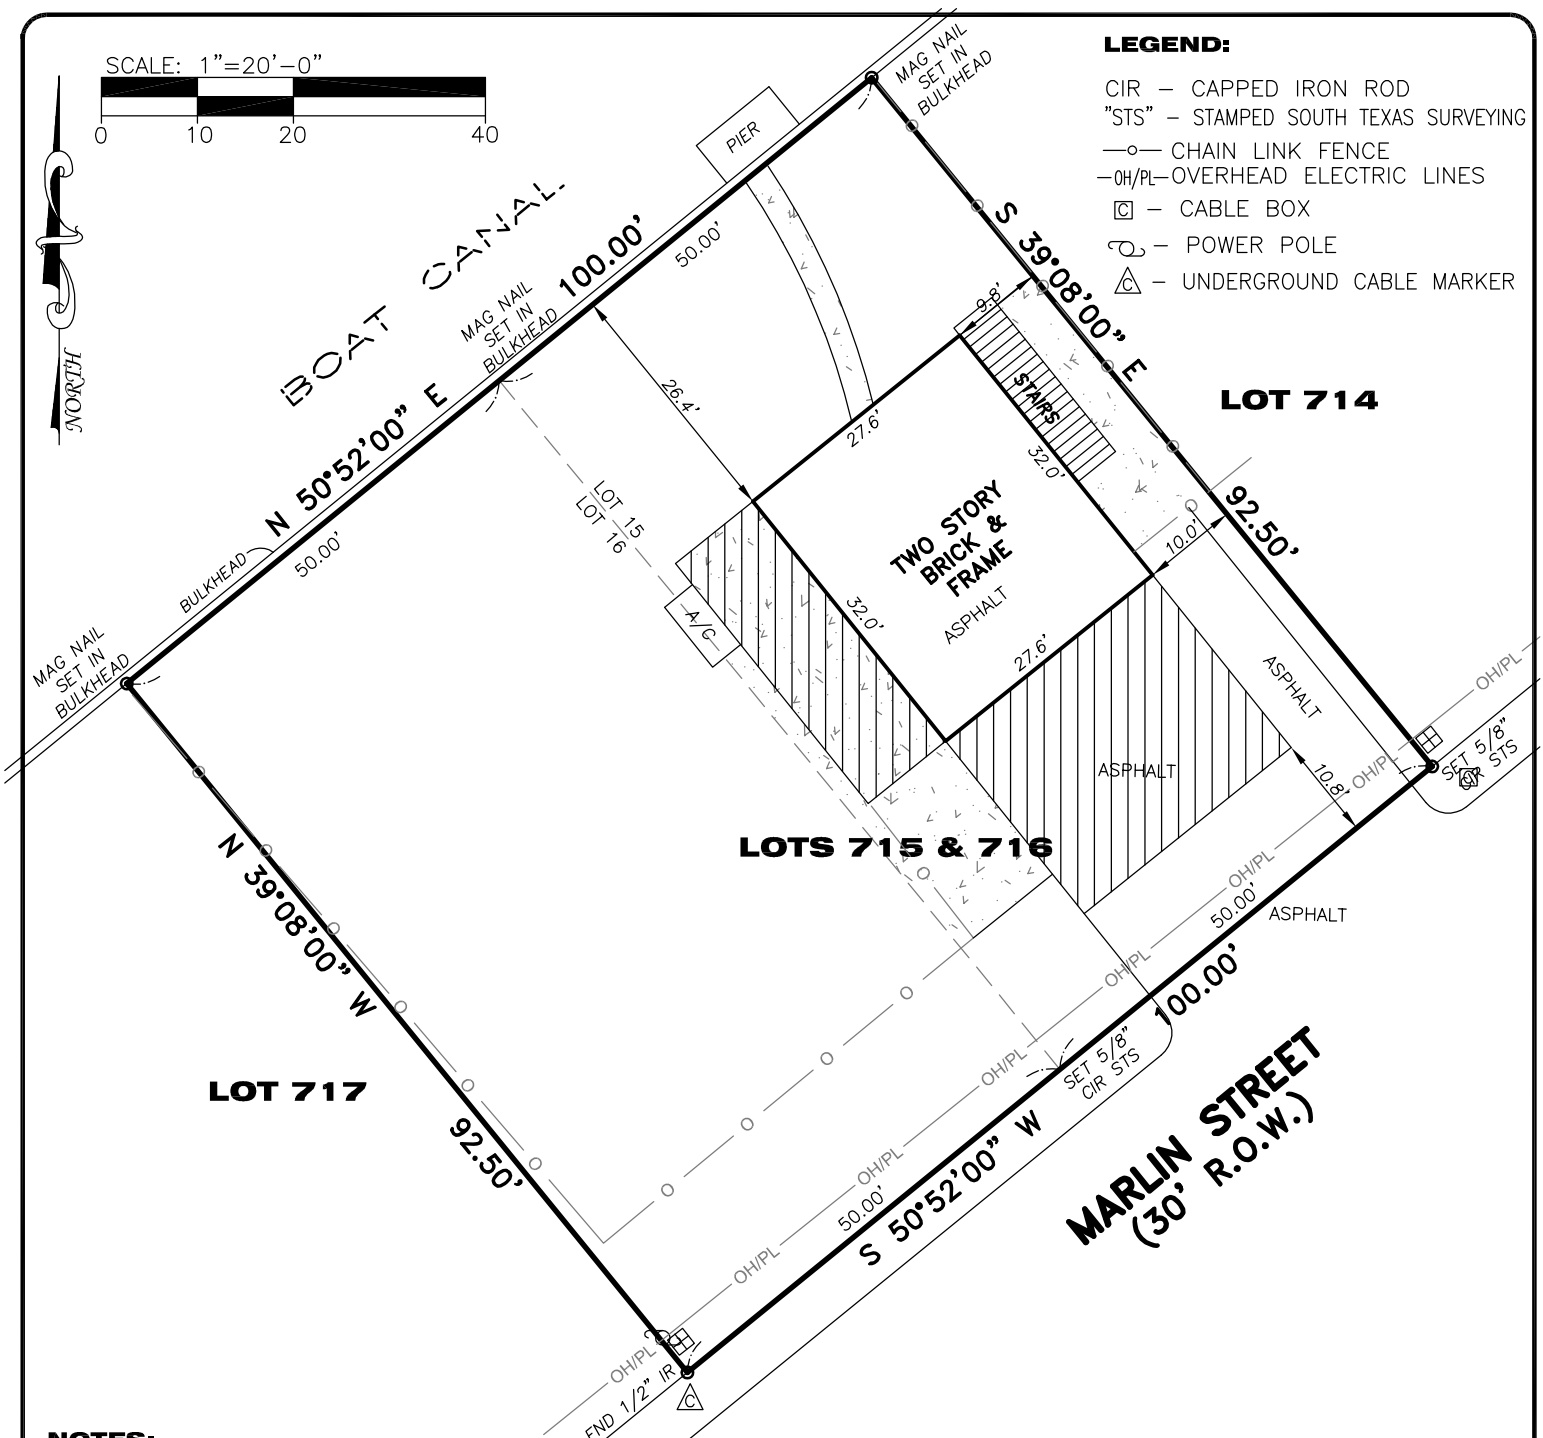 SCALE: 1"=20'-0"
0 10 20 40
NORTH
LEGEND:
CIR – CAPPED IRON ROD
"STS" – STAMPED SOUTH TEXAS SURVEYING
CHAIN LINK FENCE
OH/PL OVERHEAD ELECTRIC LINES
C – CABLE BOX
– POWER POLE
C – UNDERGROUND CABLE MARKER
MAG NAIL
SET IN
BULKHEAD
PIER
BOAT CANAL
N 50°52'00" E 100.00'
50.00'
MAG NAIL
SET IN
BULKHEAD
50.00'
BULKHEAD
MAG NAIL
SET IN
BULKHEAD
S 39°08'00" E
92.50'
LOT 714
9.8'
STAIRS
26.4'
27.6'
32.0'
LOT 15
LOT 16
TWO STORY
BRICK &
FRAME
ASPHALT
10.0'
A/C
32.0'
27.6'
ASPHALT
ASPHALT
10.8'
OH/PL
OH/PL
SET 5/8"
CIR STS
C
LOTS 715 & 716
OH/PL
50.00'
ASPHALT
N 39°08'00" W
92.50'
LOT 717
OH/PL
100.00'
OH/PL
SET 5/8"
CIR STS
MARLIN STREET
(30' R.O.W.)
OH/PL
50.00'
S 50°52'00" W
OH/PL
OH/PL
FND 1/2" IR
C
NOTES: